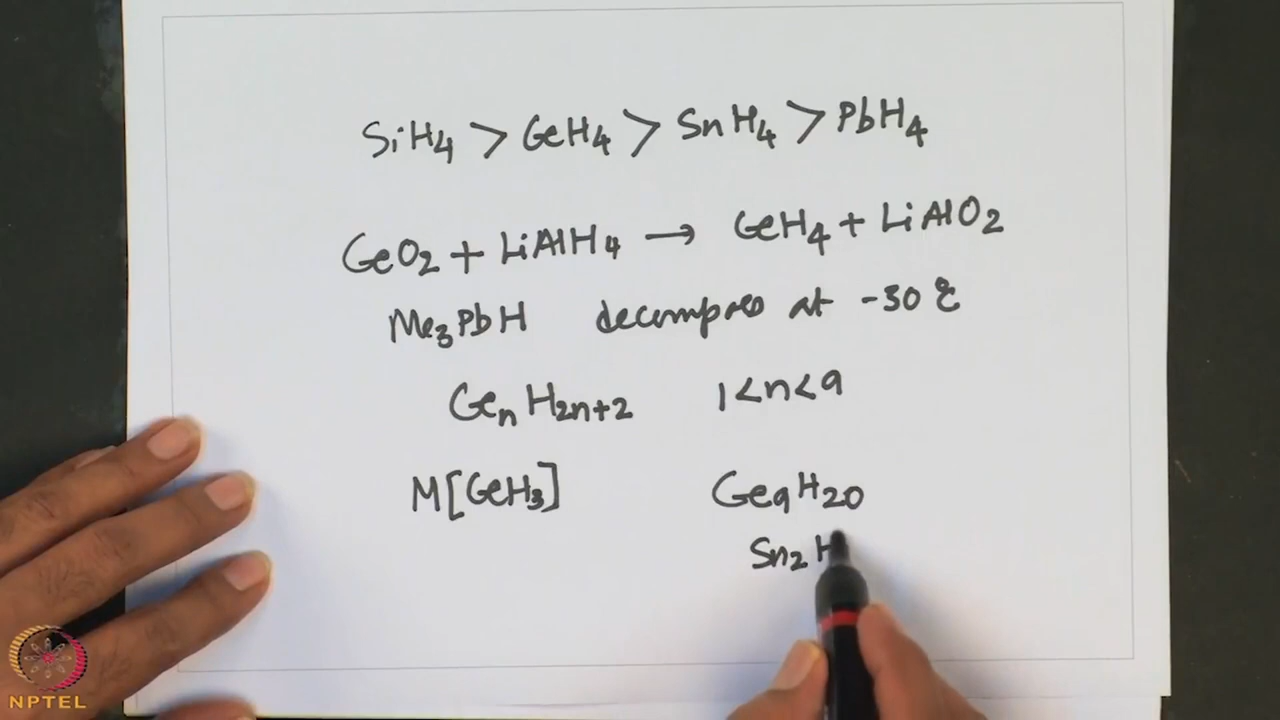 SiH₄ > GeH₄ > SnH₄ > PbH₄
GeO₂ + LiAlH₄ → GeH₄ + LiAlO₂
Me₃PbH decomposes at -30 °C
GeₙH₂ₙ₊₂ 1<n<9
M[GeH₃] Ge₉H₂₀
Sn₂H
NPTEL